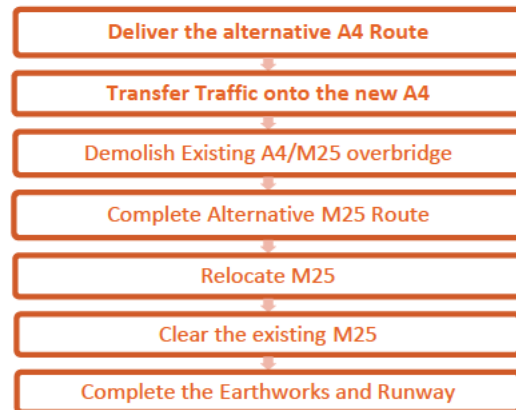 Deliver the alternative A4 Route
Transfer Traffic onto the new A4
Demolish Existing A4/M25 overbridge
Complete Alternative M25 Route
Relocate M25
Clear the existing M25
Complete the Earthworks and Runway